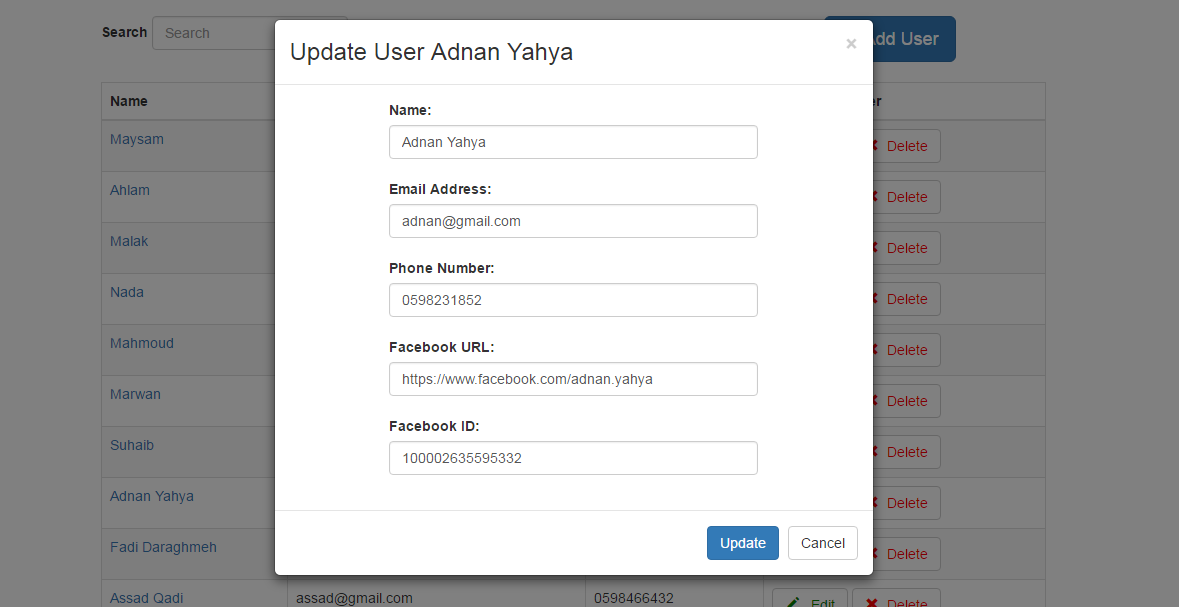 Search Search
Update User Adnan Yahya ×
dd User
Name
Name:
Adnan Yahya
Maysam
Delete
Email Address:
Ahlam
Delete
adnan@gmail.com
Malak
Delete
Phone Number:
Nada
0598231852
Delete
Mahmoud
Facebook URL:
Delete
https://www.facebook.com/adnan.yahya
Marwan
Delete
Facebook ID:
Suhaib
Delete
100002635595332
Adnan Yahya
Delete
Update Cancel
Fadi Daraghmeh
Delete
Assad Qadi assad@gmail.com 0598466432 Edit Delete